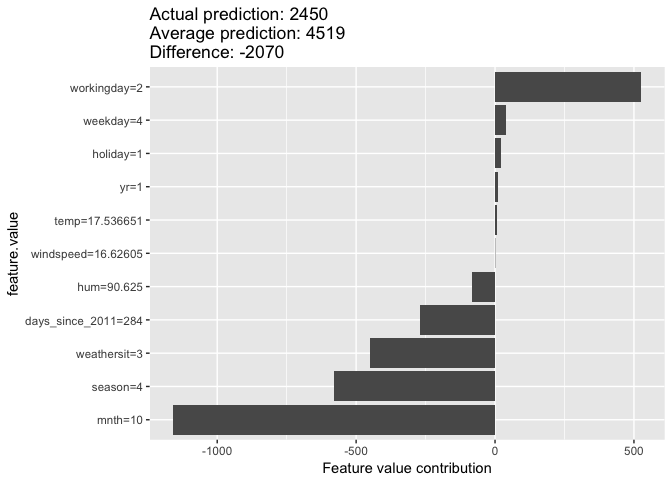 Actual prediction: 2450
Average prediction: 4519
Difference: -2070
feature.value
workingday=2
weekday=4
holiday=1
yr=1
temp=17.536651
windspeed=16.62605
hum=90.625
days_since_2011=284
weathersit=3
season=4
mnth=10
-1000 -500 0 500
Feature value contribution